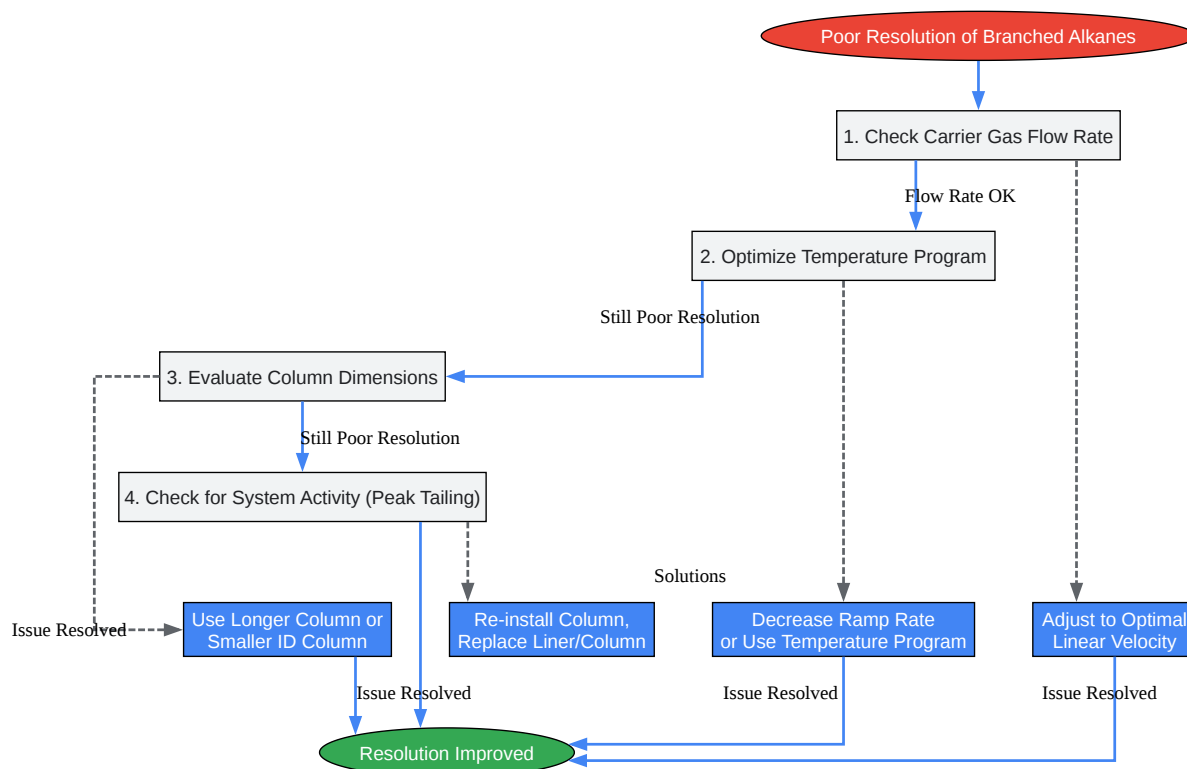 Poor Resolution of Branched Alkanes
1. Check Carrier Gas Flow Rate
Flow Rate OK
2. Optimize Temperature Program
Still Poor Resolution
3. Evaluate Column Dimensions
Still Poor Resolution
4. Check for System Activity (Peak Tailing)
Solutions
Issue Resolved
Use Longer Column or
Smaller ID Column
Re-install Column,
Replace Liner/Column
Decrease Ramp Rate
or Use Temperature Program
Adjust to Optimal
Linear Velocity
Issue Resolved
Issue Resolved
Issue Resolved
Resolution Improved